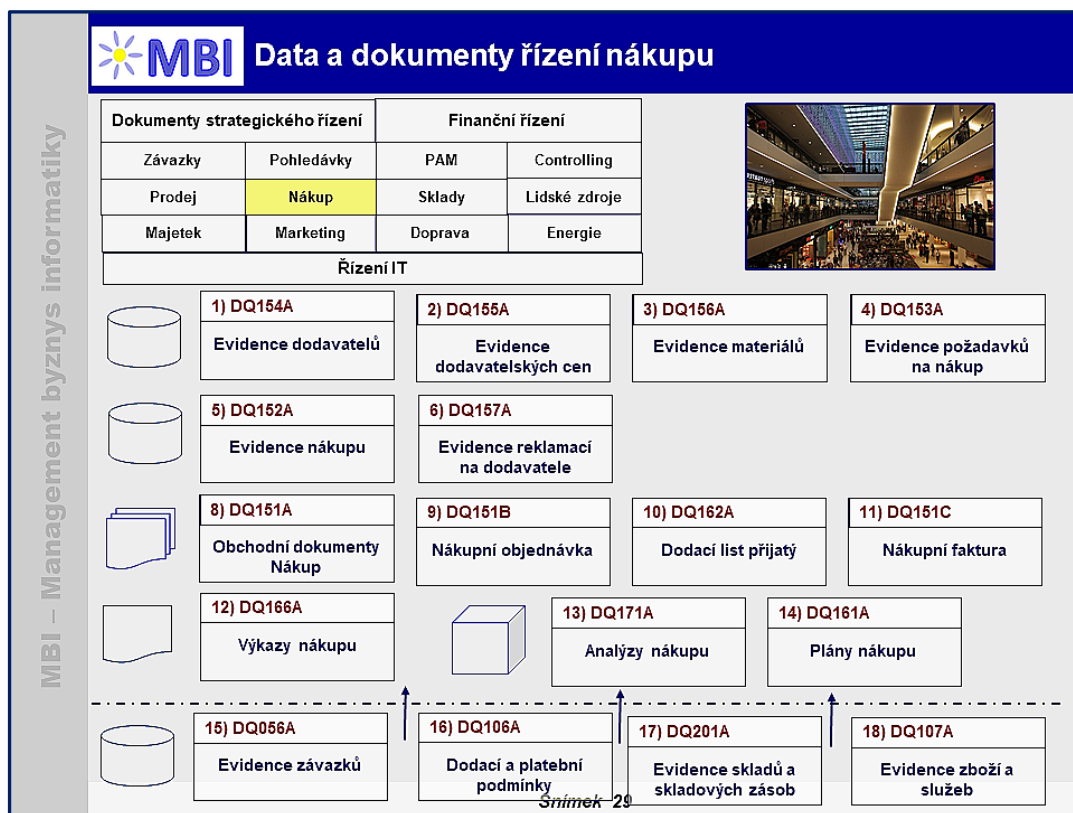 MBI
Data a dokumenty řízení nákupu
MBI – Management byznys informatiky
Dokumenty strategického řízení
Finanční řízení
Závazky
Pohledávky
PAM
Controlling
Prodej
Nákup
Sklady
Lidské zdroje
Majetek
Marketing
Doprava
Energie
Řízení IT
1) DQ154A
Evidence dodavatelů
2) DQ155A
Evidence
dodavatelských cen
3) DQ156A
Evidence materiálů
4) DQ153A
Evidence požadavků
na nákup
5) DQ152A
Evidence nákupu
6) DQ157A
Evidence reklamací
na dodavatele
8) DQ151A
Obchodní dokumenty
Nákup
9) DQ151B
Nákupní objednávka
10) DQ162A
Dodací list přijatý
11) DQ151C
Nákupní faktura
12) DQ166A
Výkazy nákupu
13) DQ171A
Analýzy nákupu
14) DQ161A
Plány nákupu
15) DQ056A
Evidence závazků
16) DQ106A
Dodací a platební
podmínky
17) DQ201A
Evidence skladů a
skladových zásob
18) DQ107A
Evidence zboží a
služeb
Snímek 29